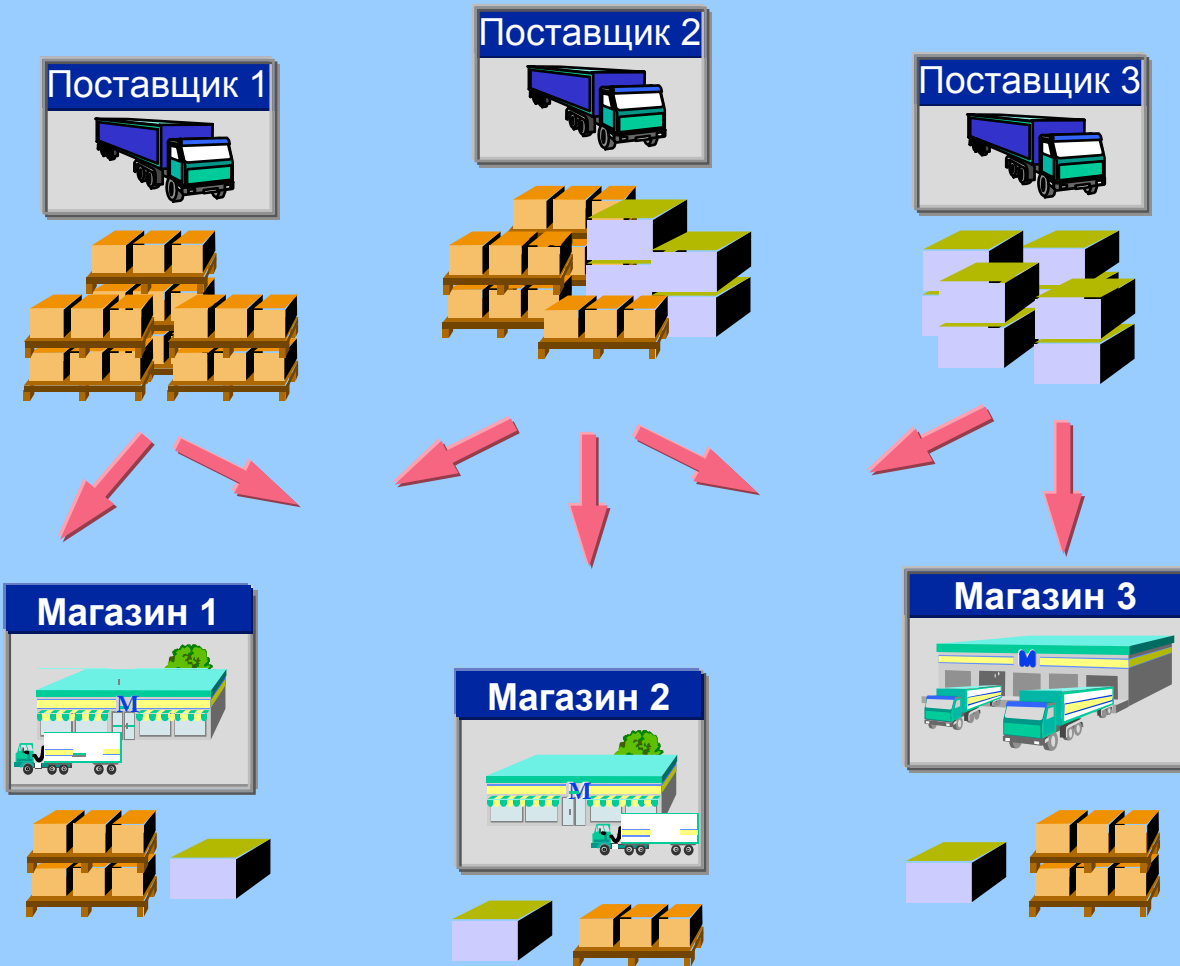 Поставщик 1
Поставщик 2
Поставщик 3
Магазин 1
M
Магазин 2
M
Магазин 3
M